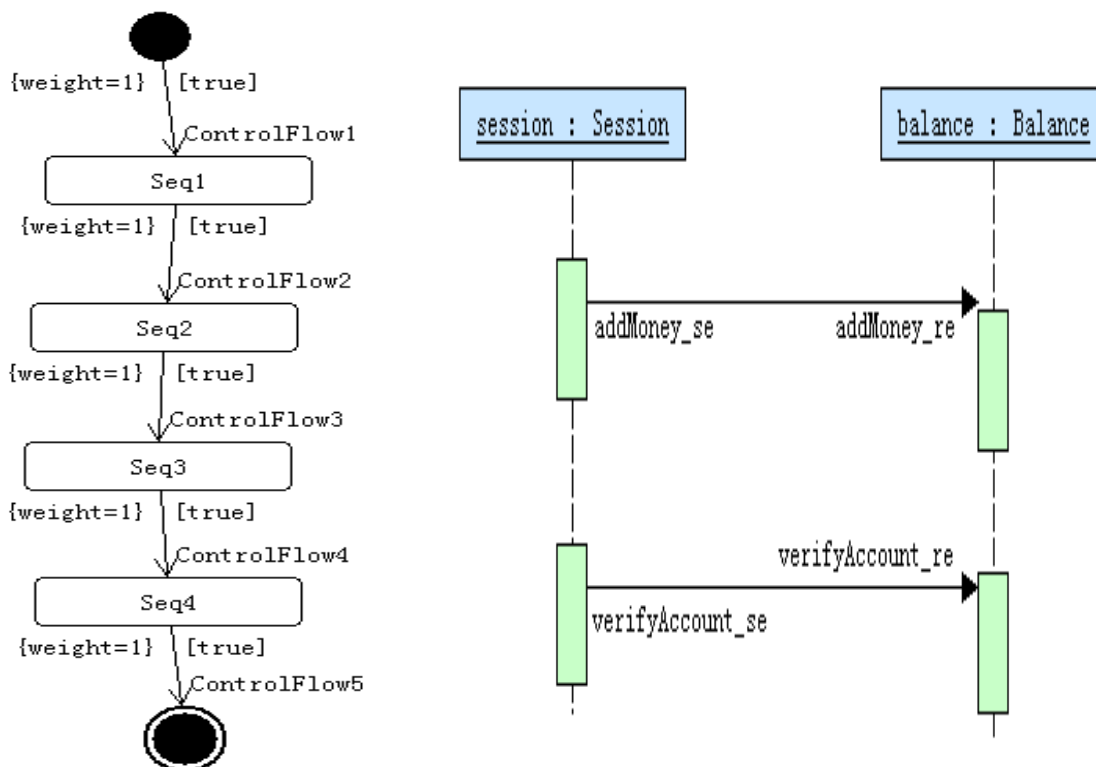 {weight=1} [true]
ControlFlow1
Seq1
{weight=1} [true]
ControlFlow2
Seq2
{weight=1} [true]
ControlFlow3
Seq3
{weight=1} [true]
ControlFlow4
Seq4
{weight=1} [true]
ControlFlow5
session : Session
balance : Balance
addMoney_se
addMoney_re
verifyAccount_re
verifyAccount_se